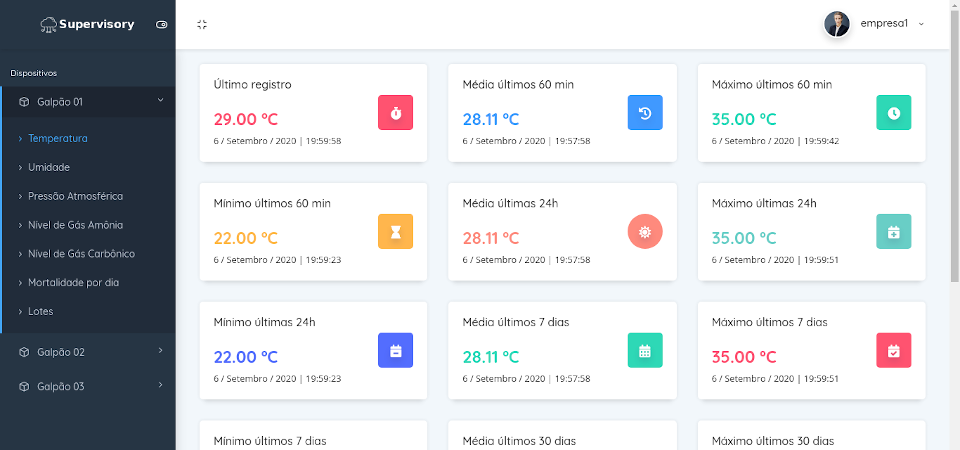 Supervisory
empresa1
Dispositivos
Galpão 01
Temperatura
Umidade
Pressão Atmosférica
Nível de Gás Amônia
Nível de Gás Carbônico
Mortalidade por dia
Lotes
Galpão 02
Galpão 03
Último registro
29.00 °C
6 / Setembro / 2020 | 19:59:58
Média últimos 60 min
28.11 °C
6 / Setembro / 2020 | 19:57:58
Máximo últimos 60 min
35.00 °C
6 / Setembro / 2020 | 19:59:42
Mínimo últimos 60 min
22.00 °C
6 / Setembro / 2020 | 19:59:23
Média últimas 24h
28.11 °C
6 / Setembro / 2020 | 19:57:58
Máximo últimas 24h
35.00 °C
6 / Setembro / 2020 | 19:59:51
Mínimo últimas 24h
22.00 °C
6 / Setembro / 2020 | 19:59:23
Média últimos 7 dias
28.11 °C
6 / Setembro / 2020 | 19:57:58
Máximo últimos 7 dias
35.00 °C
6 / Setembro / 2020 | 19:59:51
Mínimo últimos 7 dias
Média últimos 30 dias
Máximo últimos 30 dias